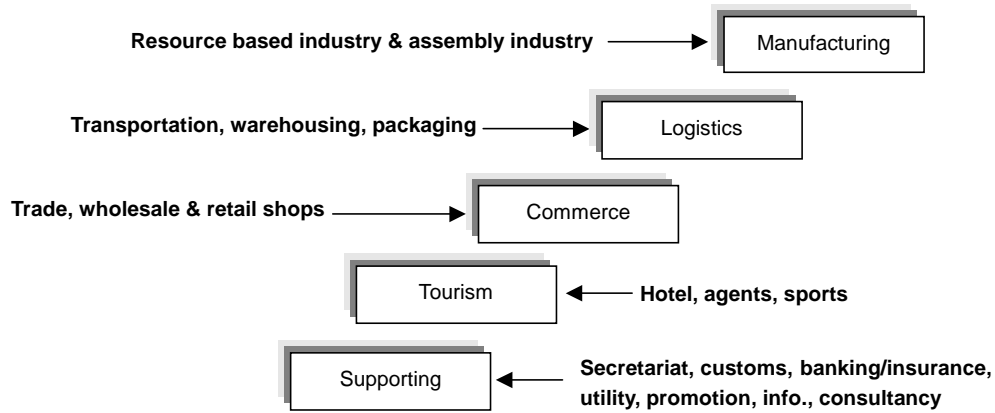 Resource based industry & assembly industry
Manufacturing
Transportation, warehousing, packaging
Logistics
Trade, wholesale & retail shops
Commerce
Tourism
Hotel, agents, sports
Supporting
Secretariat, customs, banking/insurance,
utility, promotion, info., consultancy